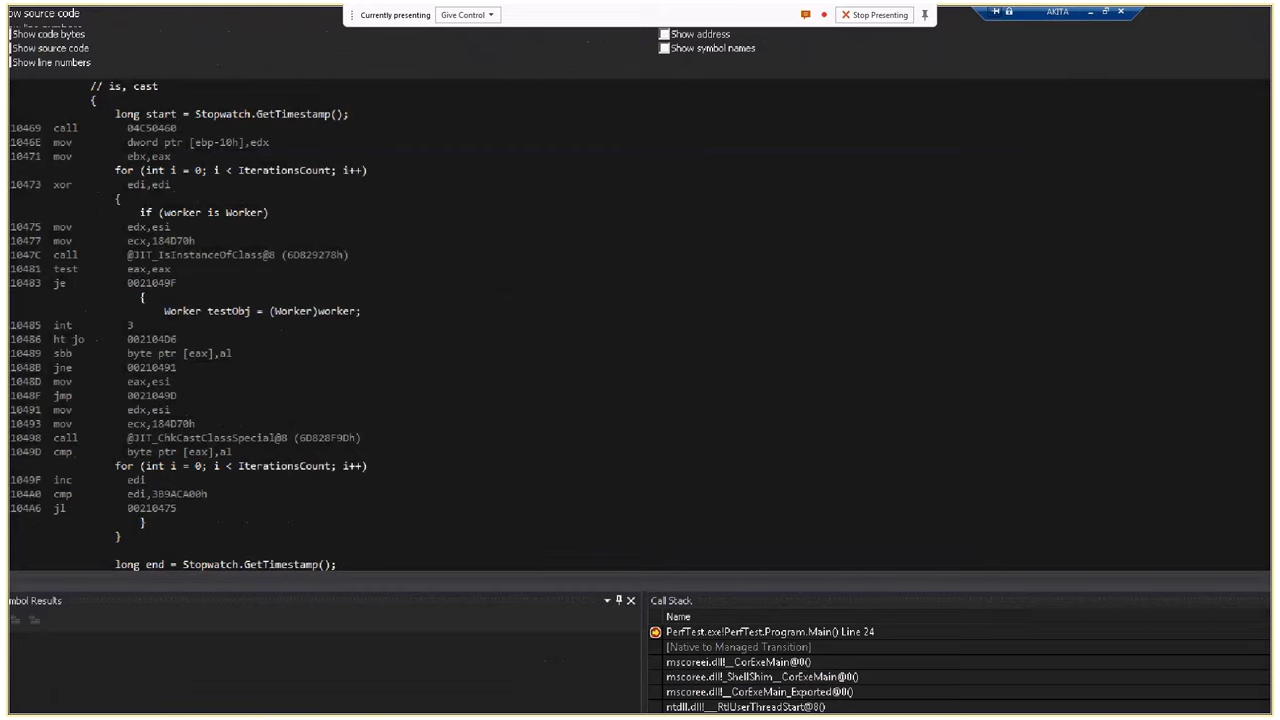 ow source code
Currently presenting
Give Control
Stop Presenting
AKITA
Show code bytes
Show address
Show source code
Show symbol names
Show line numbers
// is, cast
{
long start = Stopwatch.GetTimestamp();
10469 call 04C50460
1046E mov dword ptr [ebp-10h],edx
10471 mov ebx,eax
for (int i = 0; i < IterationsCount; i++)
10473 xor edi,edi
{
if (worker is Worker)
10475 mov edx,esi
10477 mov ecx,184D70h
1047C call @JIT_IsInstanceOfClass@8 (6D829278h)
10481 test eax,eax
10483 je 0021049F
{
Worker testObj = (Worker)worker;
10485 int 3
10486 ht jo 002104D6
10489 sbb byte ptr [eax],al
1048B jne 00210491
1048D mov eax,esi
1048F jmp 0021049D
10491 mov edx,esi
10493 mov ecx,184D70h
10498 call @JIT_ChkCastClassSpecial@8 (6D828F9Dh)
1049D cmp byte ptr [eax],al
for (int i = 0; i < IterationsCount; i++)
1049F inc edi
104A0 cmp edi,3B9ACA00h
104A6 jl 00210475
}
}
long end = Stopwatch.GetTimestamp();
mbol Results
Call Stack
Name
PerfTest.exe!PerfTest.Program.Main() Line 24
[Native to Managed Transition]
mscoreei.dll!__CorExeMain@0()
mscoree.dll!_ShellShim__CorExeMain@0()
mscoree.dll!__CorExeMain_Exported@0()
ntdll.dll!___RtlUserThreadStart@8()